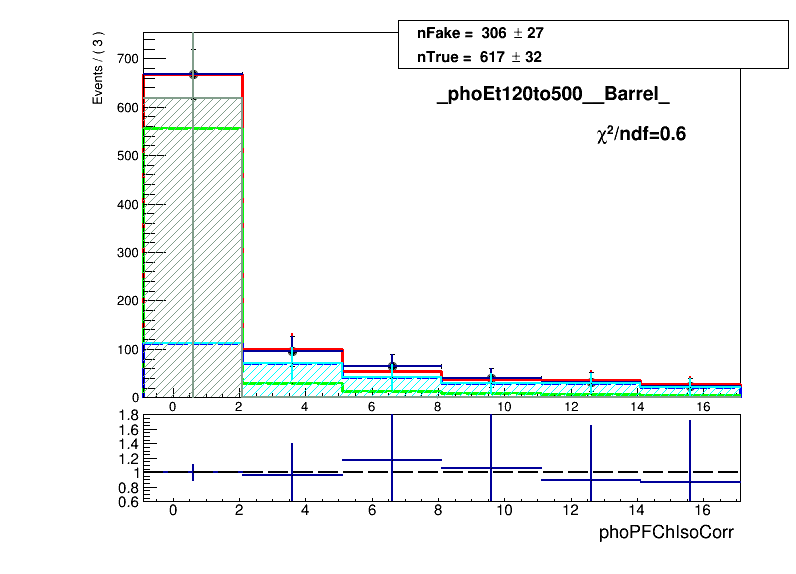 nFake = 306 ± 27
nTrue = 617 ± 32
Events / ( 3 )
_phoEt120to500__Barrel_
χ²/ndf=0.6
700
600
500
400
300
200
100
0
0 2 4 6 8 10 12 14 16
1.8
1.6
1.4
1.2
1
0.8
0.6
0 2 4 6 8 10 12 14 16
phoPFChIsoCorr